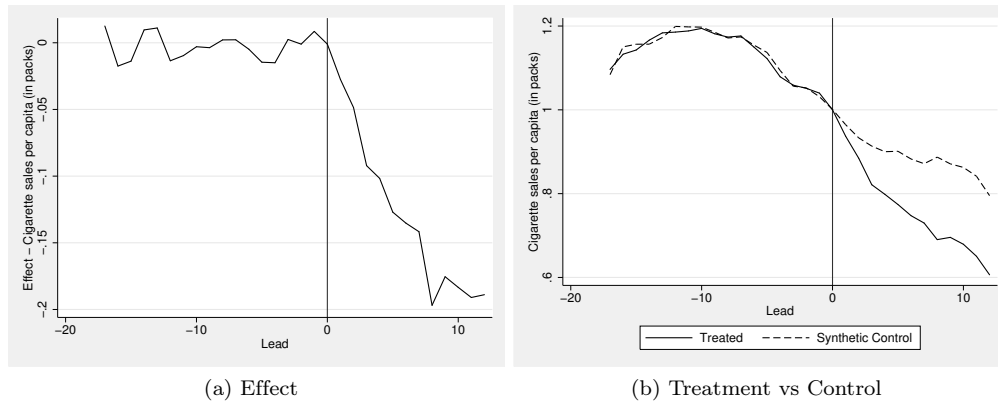 Effect – Cigarette sales per capita (in packs)
0
−.05
−.1
−.15
−.2
−20
−10
0
10
Lead
(a) Effect
Cigarette sales per capita (in packs)
1.2
1
.8
.6
−20
−10
0
10
Lead
Treated
Synthetic Control
(b) Treatment vs Control